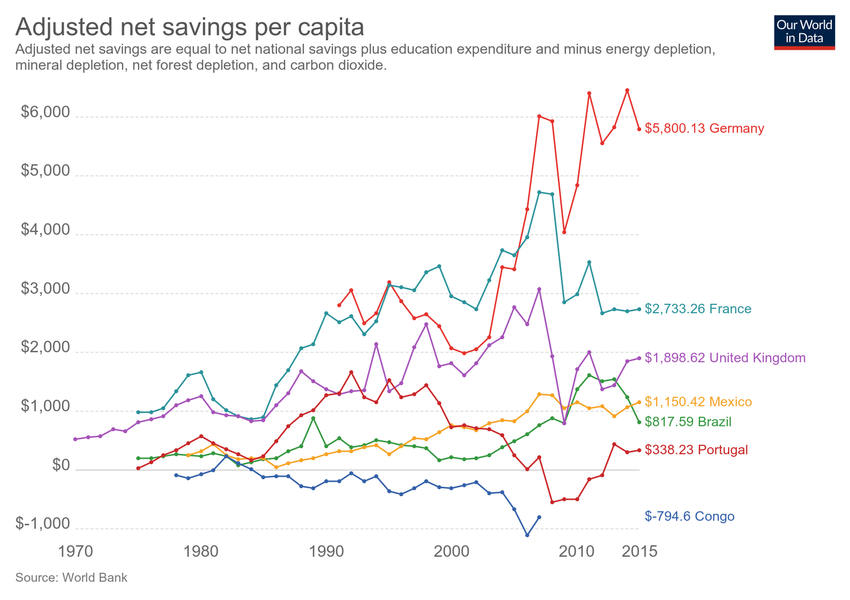 Adjusted net savings per capita
Our World
in Data
Adjusted net savings are equal to net national savings plus education expenditure and minus energy depletion,
mineral depletion, net forest depletion, and carbon dioxide.
$6,000
$5,800.13 Germany
$5,000
$4,000
$3,000
$2,733.26 France
$2,000
$1,898.62 United Kingdom
$1,150.42 Mexico
$1,000
$817.59 Brazil
$338.23 Portugal
$0
$-794.6 Congo
$-1,000
1970
1980
1990
2000
2010
2015
Source: World Bank